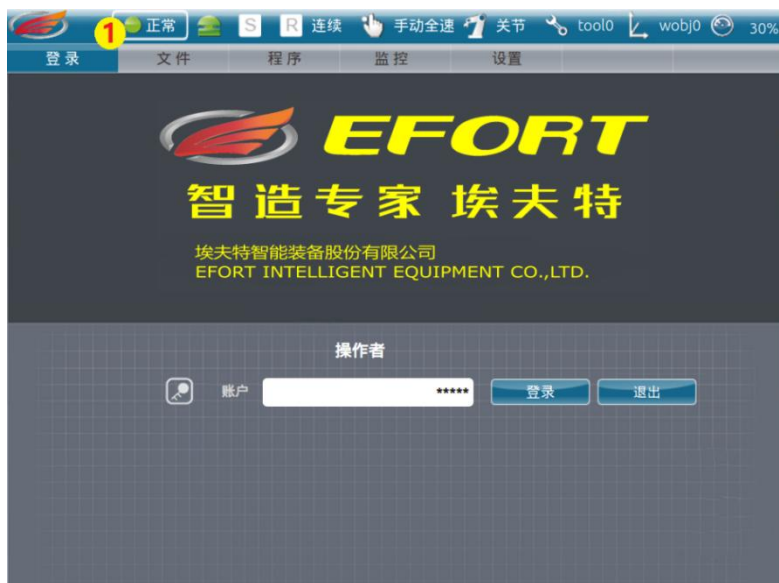 1 正常 S R 连续 手动全速 关节 tool0 wobj0 30%
登录 文件 程序 监控 设置
EFORT
智造专家 埃夫特
埃夫特智能装备股份有限公司
EFORT INTELLIGENT EQUIPMENT CO.,LTD.
操作者
账户 ***** 登录 退出